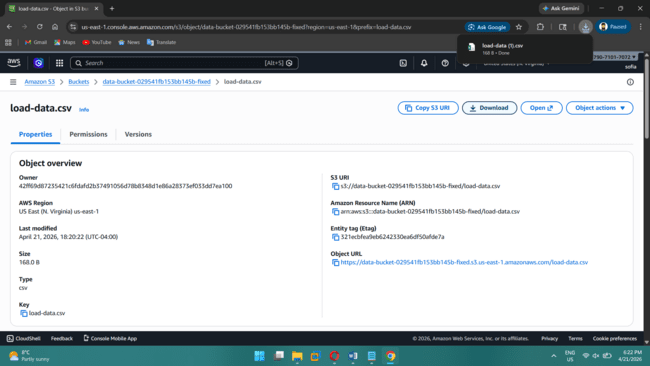 load-data.csv - Object in S3 B
Ask Gemini
us-east-1.console.aws.amazon.com/s3/object/data-bucket-029541fb153bb145b-fixed?region=us-east-1&prefix=load-data.csv
Ask Google
Paused
Gmail
Maps
YouTube
News
Translate
load-data (1).csv
168 B • Done
aws
Search
[Alt+S]
790-7101-7072
sofia
Amazon S3
Buckets
data-bucket-029541fb153bb145b-fixed
load-data.csv
load-data.csv
Info
Copy S3 URI
Download
Open
Object actions
Properties
Permissions
Versions
Object overview
Owner
42ff69d87235421c6fdafd2b37491056d78b8348d1e86a28373ef033dd7ea100
AWS Region
US East (N. Virginia) us-east-1
Last modified
April 21, 2026, 18:20:22 (UTC-04:00)
Size
168.0 B
Type
csv
Key
load-data.csv
S3 URI
s3://data-bucket-029541fb153bb145b-fixed/load-data.csv
Amazon Resource Name (ARN)
arn:aws:s3:::data-bucket-029541fb153bb145b-fixed/load-data.csv
Entity tag (Etag)
321ecbfea9eb6242330ea6df50afde7a
Object URL
https://data-bucket-029541fb153bb145b-fixed.s3.us-east-1.amazonaws.com/load-data.csv
CloudShell
Feedback
Console Mobile App
© 2026, Amazon Web Services, Inc. or its affiliates.
Privacy
Terms
Cookie preferences
8°C
Partly sunny
ENG
US
6:22 PM
4/21/2026